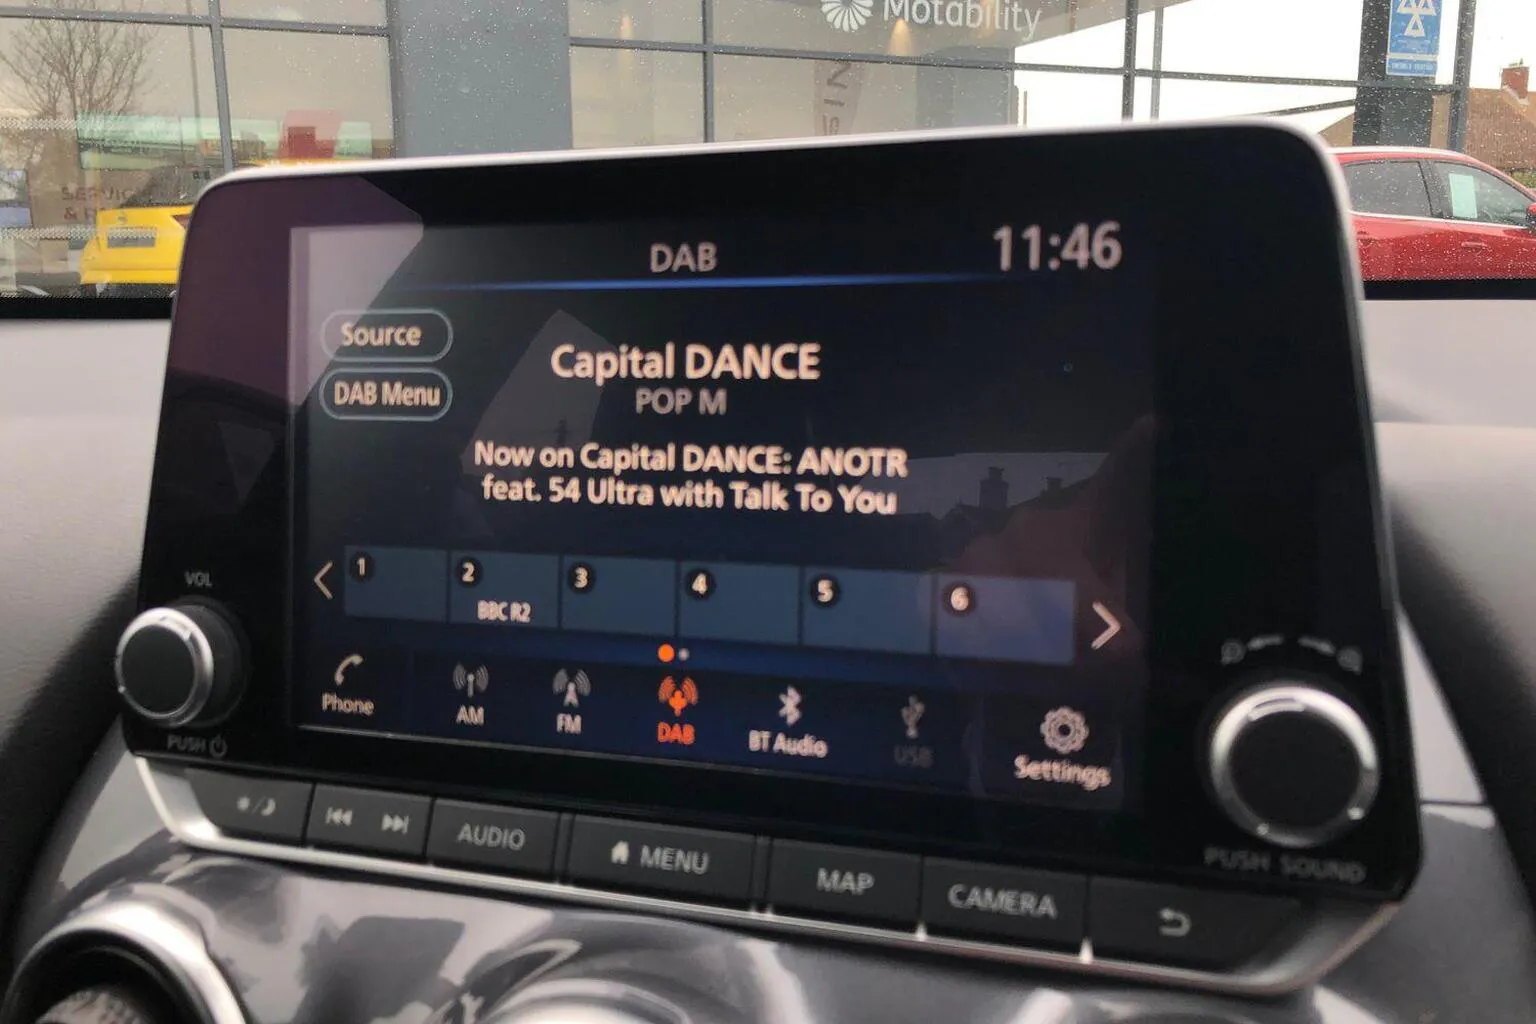 Motability
SERVICE
DAB
11:46
Source
DAB Menu
Capital DANCE
POP M
Now on Capital DANCE: ANOTR
feat. 54 Ultra with Talk To You
1
2
3
4
5
6
BBC R2
VOL
PUSH
Phone
AM
FM
DAB
BT Audio
USB
Settings
PUSH SOUND
AUDIO
MENU
MAP
CAMERA